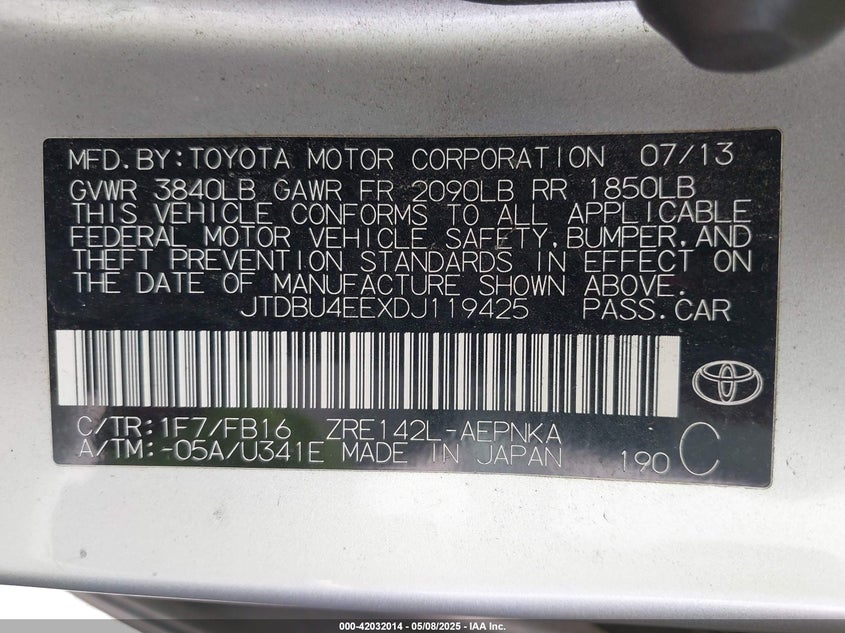 MFD. BY: TOYOTA MOTOR CORPORATION 07/13
GVWR 3840LB GAWR FR 2090LB RR 1850LB
THIS VEHICLE CONFORMS TO ALL APPLICABLE
FEDERAL MOTOR VEHICLE SAFETY, BUMPER, AND
THEFT PREVENTION STANDARDS IN EFFECT ON
THE DATE OF MANUFACTURE SHOWN ABOVE.
JTDBU4EEXDJ119425 PASS. CAR
C/TR: 1F7/FB16 ZRE142L-AEPNKA
A/TM: -05A/U341E MADE IN JAPAN 190 C
000-42032014 - 05/08/2025 - IAA Inc.